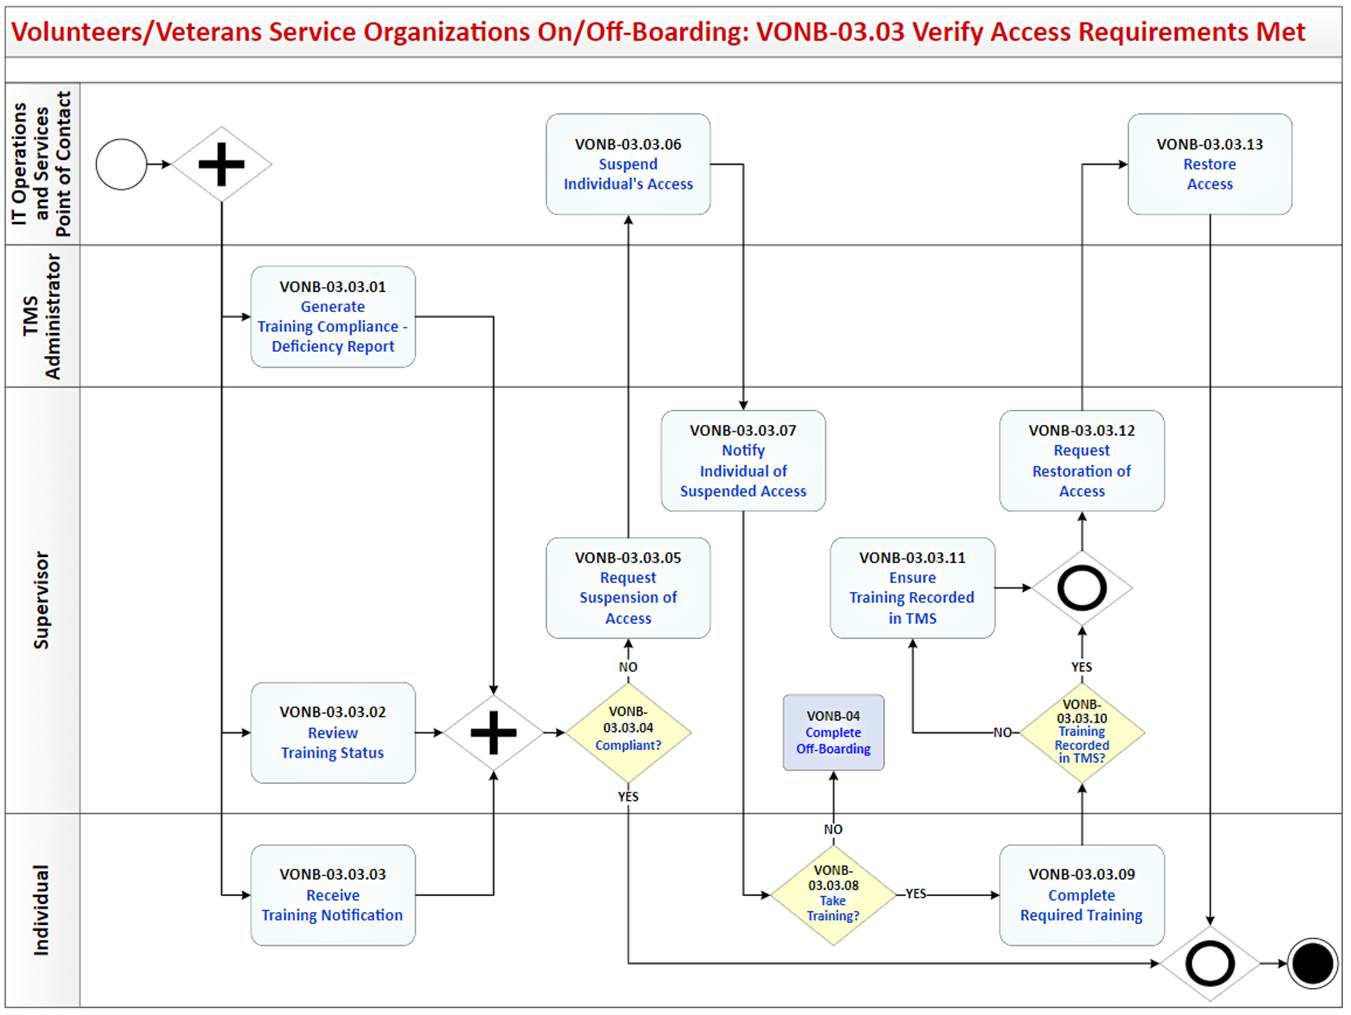 Volunteers/Veterans Service Organizations On/Off-Boarding: VONB-03.03 Verify Access Requirements Met
IT Operations
and Services
Point of Contact
VONB-03.03.06
Suspend
Individual's Access
VONB-03.03.13
Restore
Access
TMS
Administrator
VONB-03.03.01
Generate
Training Compliance -
Deficiency Report
Supervisor
VONB-03.03.07
Notify
Individual of
Suspended Access
VONB-03.03.12
Request
Restoration of
Access
VONB-03.03.05
Request
Suspension of
Access
VONB-03.03.11
Ensure
Training Recorded
in TMS
NO
YES
VONB-03.03.02
Review
Training Status
VONB-
03.03.04
Compliant?
VONB-04
Complete
Off-Boarding
NO
VONB-
03.03.10
Training
Recorded
in TMS?
YES
Individual
NO
VONB-03.03.03
Receive
Training Notification
VONB-
03.03.08
Take
Training?
YES
VONB-03.03.09
Complete
Required Training